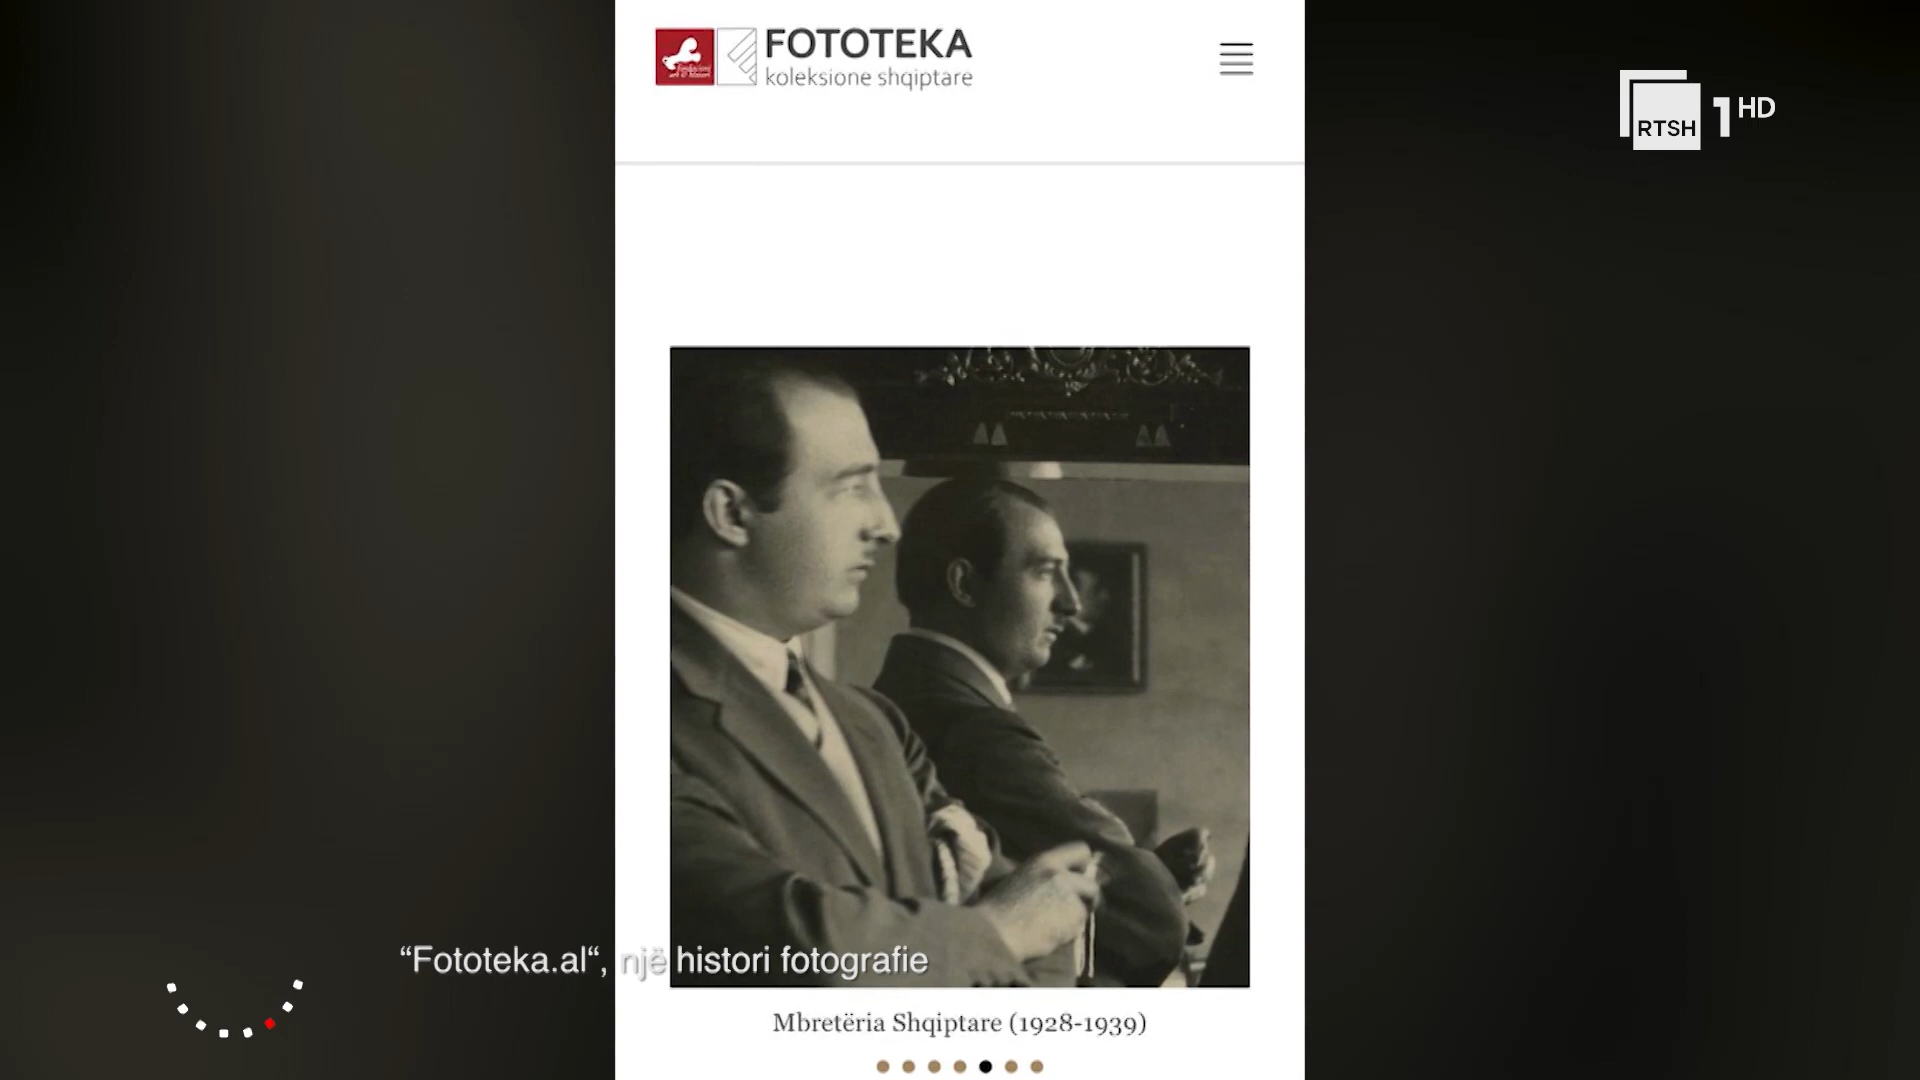 FOTOTEKA
koleksione shqiptare
RTSH 1 HD
“Fototeka.al“, një histori fotografie
Mbretëria Shqiptare (1928-1939)